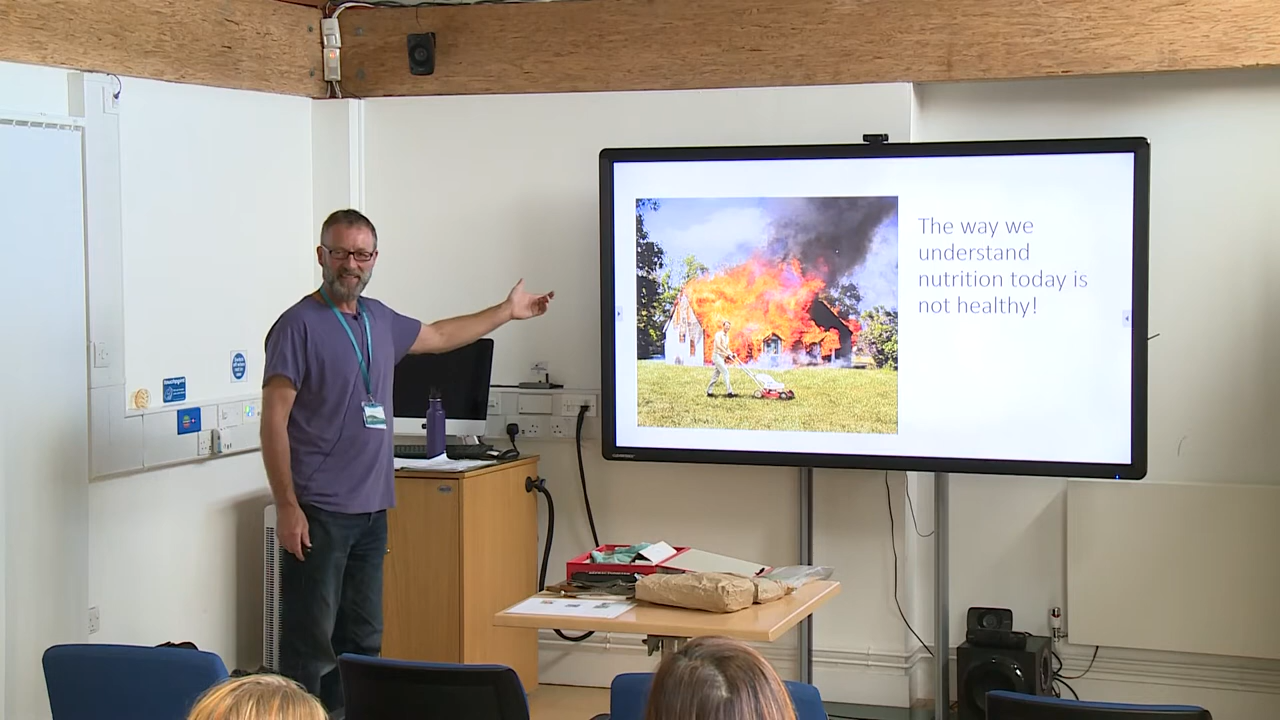 The way we
understand
nutrition today is
not healthy!